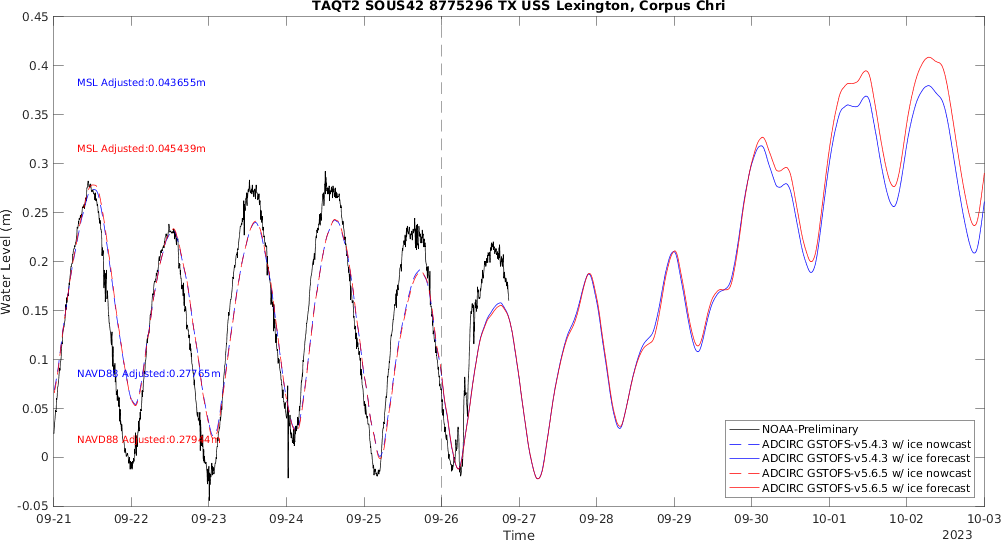 TAQT2 SOUS42 8775296 TX USS Lexington, Corpus Chri
0.45
0.4
0.35
0.3
0.25
0.2
0.15
0.1
0.05
0
-0.05
Water Level (m)
MSL Adjusted:0.043655m
MSL Adjusted:0.045439m
NAVD88 Adjusted:0.27765m
NAVD88 Adjusted:0.27944m
NOAA-Preliminary
ADCIRC GSTOFS-v5.4.3 w/ ice nowcast
ADCIRC GSTOFS-v5.4.3 w/ ice forecast
ADCIRC GSTOFS-v5.6.5 w/ ice nowcast
ADCIRC GSTOFS-v5.6.5 w/ ice forecast
09-21 09-22 09-23 09-24 09-25 09-26 09-27 09-28 09-29 09-30 10-01 10-02 10-03
Time
2023